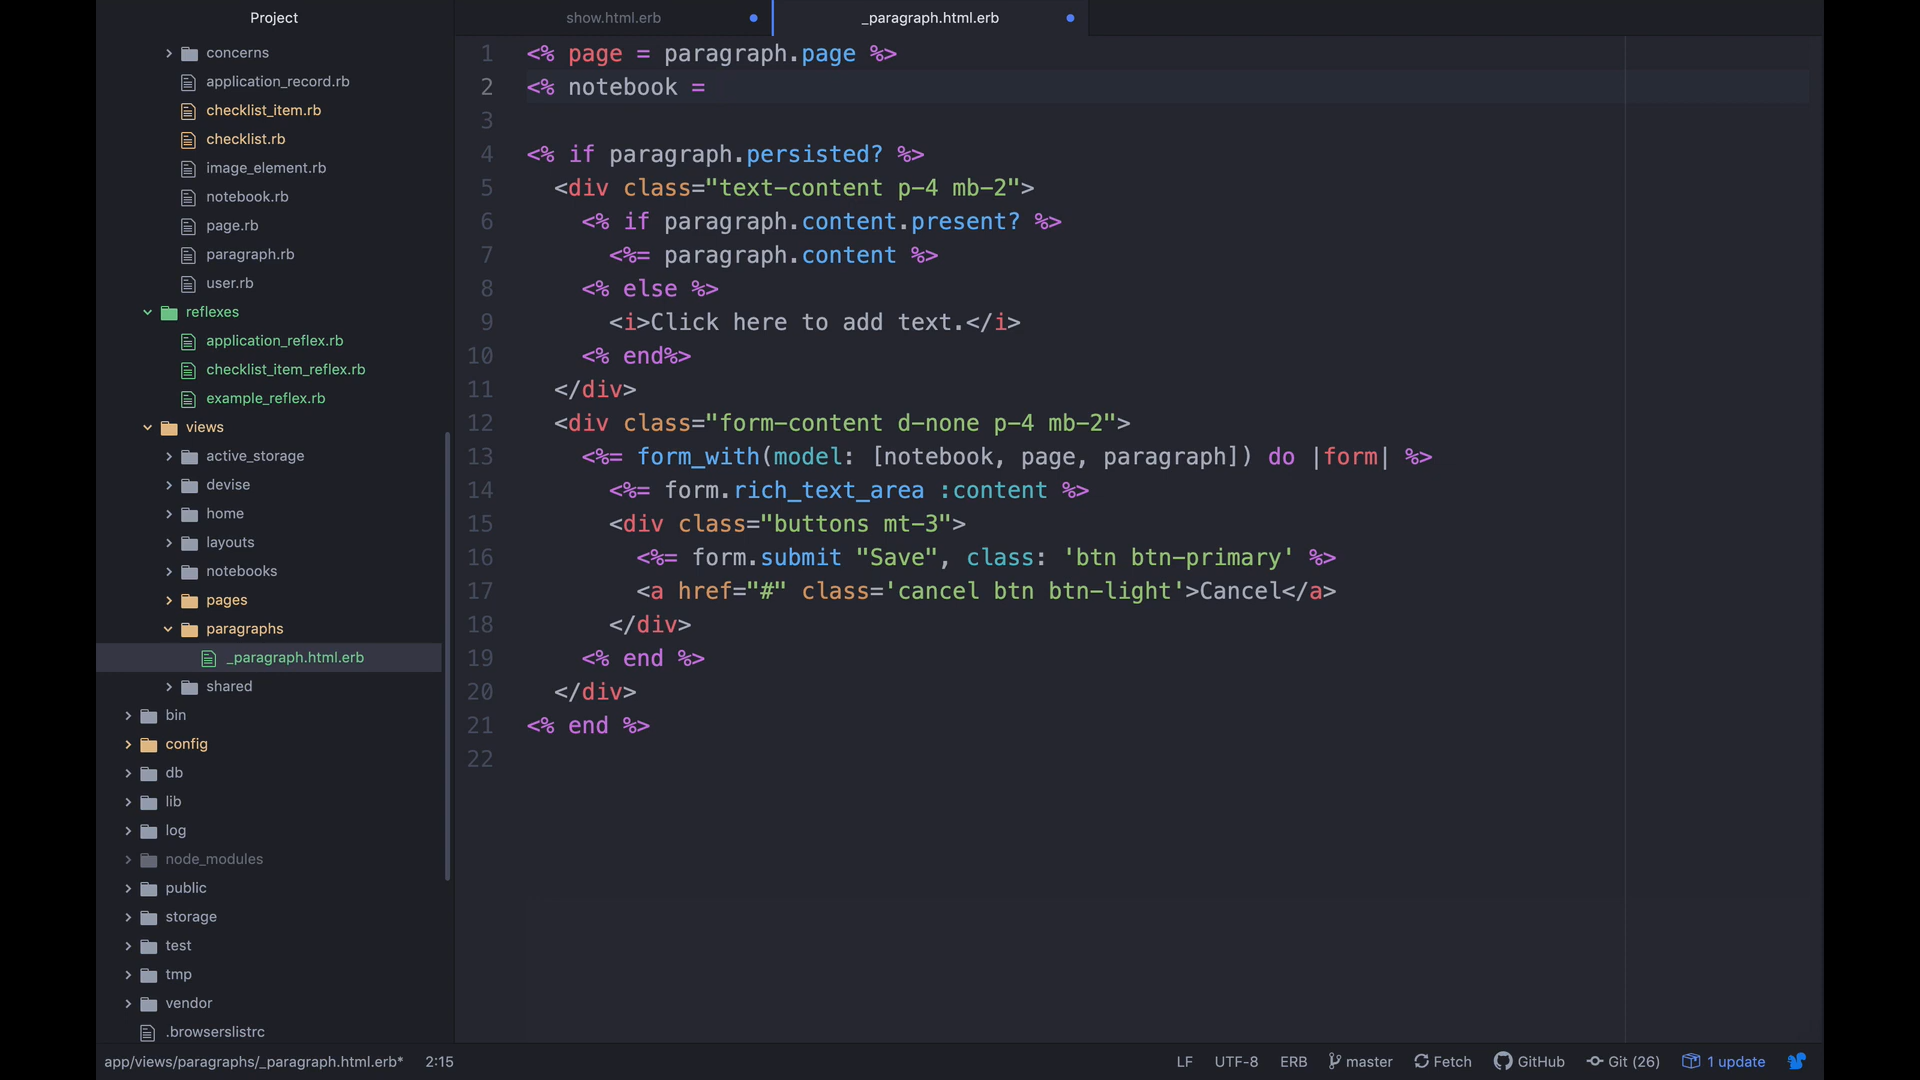 Project
concerns
application_record.rb
checklist_item.rb
checklist.rb
image_element.rb
notebook.rb
page.rb
paragraph.rb
user.rb
reflexes
application_reflex.rb
checklist_item_reflex.rb
example_reflex.rb
views
active_storage
devise
home
layouts
notebooks
pages
paragraphs
_paragraph.html.erb
shared
bin
config
db
lib
log
node_modules
public
storage
test
tmp
vendor
.browserslistrc
show.html.erb
_paragraph.html.erb
1 <% page = paragraph.page %>
2 <% notebook =
3
4 <% if paragraph.persisted? %>
5 <div class="text-content p-4 mb-2">
6 <% if paragraph.content.present? %>
7 <%= paragraph.content %>
8 <% else %>
9 <i>Click here to add text.</i>
10 <% end%>
11 </div>
12 <div class="form-content d-none p-4 mb-2">
13 <%= form_with(model: [notebook, page, paragraph]) do |form| %>
14 <%= form.rich_text_area :content %>
15 <div class="buttons mt-3">
16 <%= form.submit "Save", class: 'btn btn-primary' %>
17 <a href="#" class='cancel btn btn-light'>Cancel</a>
18 </div>
19 <% end %>
20 </div>
21 <% end %>
22
app/views/paragraphs/_paragraph.html.erb* 2:15 LF UTF-8 ERB master Fetch GitHub Git (26) 1 update